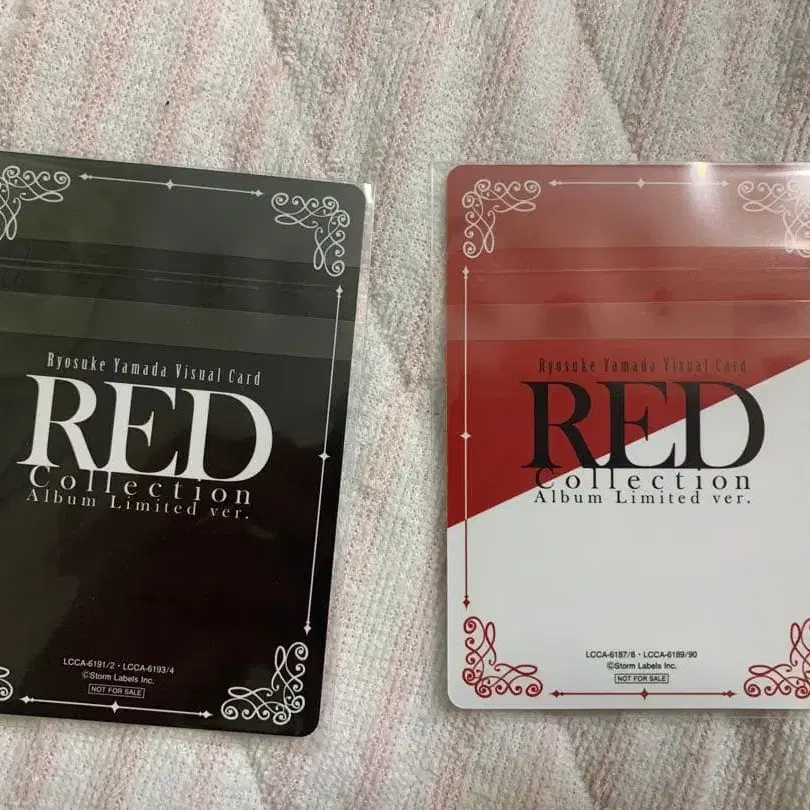 Ryosuke Yamada Visual Card
RED
Collection
Album Limited ver.
LCCA-6191/2・LCCA-6193/4
©Storm Labels Inc.
NOT FOR SALE
Ryosuke Yamada Visual Card
RED
Collection
Album Limited ver.
LCCA-6187/8・LCCA-6189/90
©Storm Labels Inc.
NOT FOR SALE